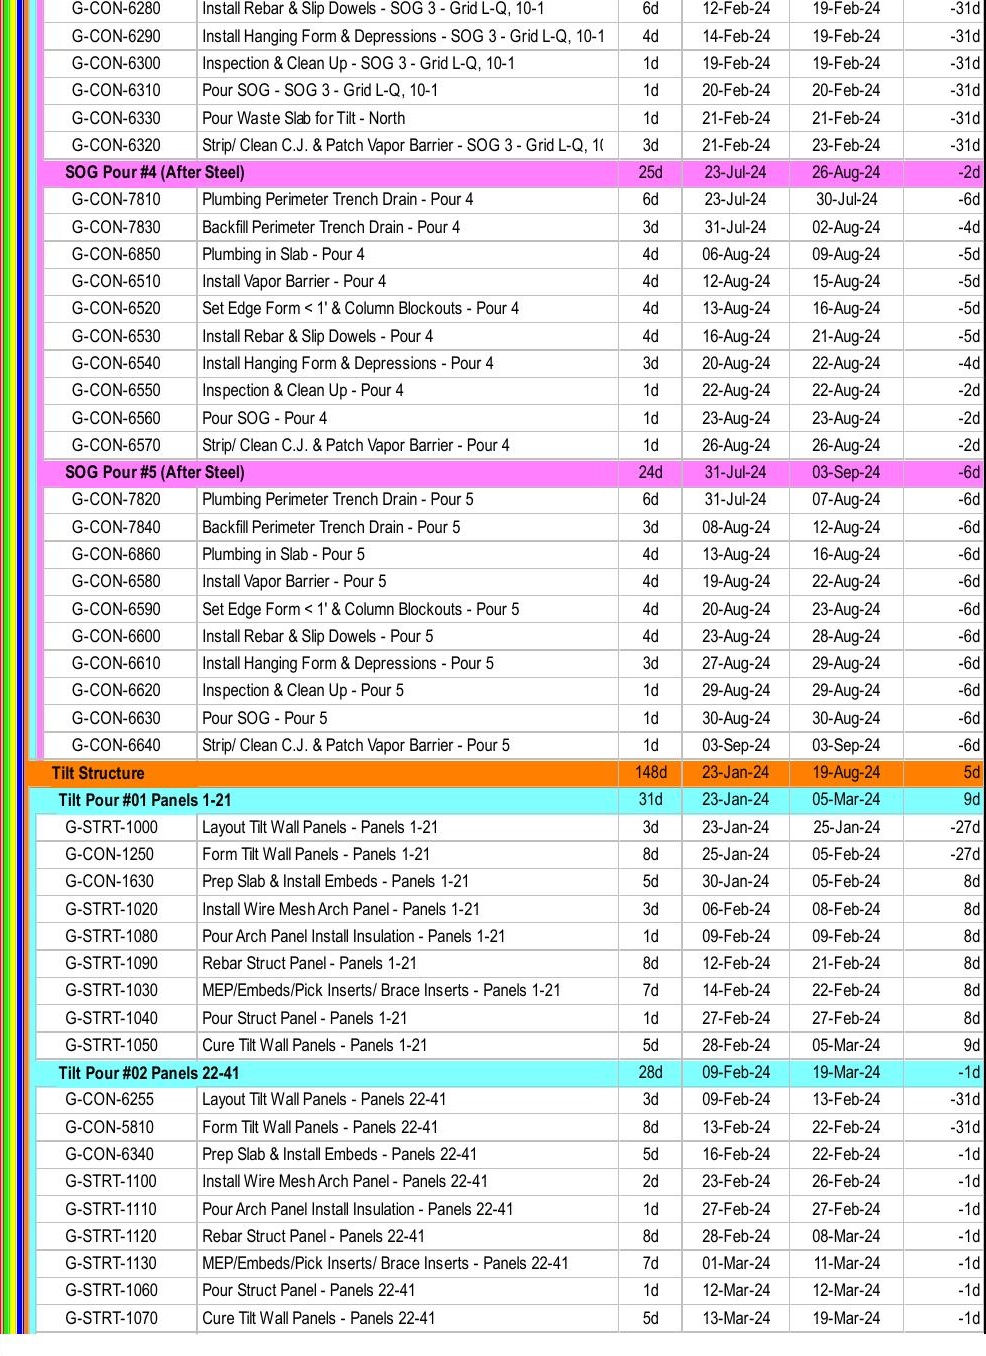 G-CON-6280 Install Rebar & Slip Dowels - SOG 3 - Grid L-Q, 10-1 6d 12-Feb-24 19-Feb-24 -31d
G-CON-6290 Install Hanging Form & Depressions - SOG 3 - Grid L-Q, 10-1 4d 14-Feb-24 19-Feb-24 -31d
G-CON-6300 Inspection & Clean Up - SOG 3 - Grid L-Q, 10-1 1d 19-Feb-24 19-Feb-24 -31d
G-CON-6310 Pour SOG - SOG 3 - Grid L-Q, 10-1 1d 20-Feb-24 20-Feb-24 -31d
G-CON-6330 Pour Waste Slab for Tilt - North 1d 21-Feb-24 21-Feb-24 -31d
G-CON-6320 Strip/ Clean C.J. & Patch Vapor Barrier - SOG 3 - Grid L-Q, 1( 3d 21-Feb-24 23-Feb-24 -31d
SOG Pour #4 (After Steel) 25d 23-Jul-24 26-Aug-24 -2d
G-CON-7810 Plumbing Perimeter Trench Drain - Pour 4 6d 23-Jul-24 30-Jul-24 -6d
G-CON-7830 Backfill Perimeter Trench Drain - Pour 4 3d 31-Jul-24 02-Aug-24 -4d
G-CON-6850 Plumbing in Slab - Pour 4 4d 06-Aug-24 09-Aug-24 -5d
G-CON-6510 Install Vapor Barrier - Pour 4 4d 12-Aug-24 15-Aug-24 -5d
G-CON-6520 Set Edge Form < 1' & Column Blockouts - Pour 4 4d 13-Aug-24 16-Aug-24 -5d
G-CON-6530 Install Rebar & Slip Dowels - Pour 4 4d 16-Aug-24 21-Aug-24 -5d
G-CON-6540 Install Hanging Form & Depressions - Pour 4 3d 20-Aug-24 22-Aug-24 -4d
G-CON-6550 Inspection & Clean Up - Pour 4 1d 22-Aug-24 22-Aug-24 -2d
G-CON-6560 Pour SOG - Pour 4 1d 23-Aug-24 23-Aug-24 -2d
G-CON-6570 Strip/ Clean C.J. & Patch Vapor Barrier - Pour 4 1d 26-Aug-24 26-Aug-24 -2d
SOG Pour #5 (After Steel) 24d 31-Jul-24 03-Sep-24 -6d
G-CON-7820 Plumbing Perimeter Trench Drain - Pour 5 6d 31-Jul-24 07-Aug-24 -6d
G-CON-7840 Backfill Perimeter Trench Drain - Pour 5 3d 08-Aug-24 12-Aug-24 -6d
G-CON-6860 Plumbing in Slab - Pour 5 4d 13-Aug-24 16-Aug-24 -6d
G-CON-6580 Install Vapor Barrier - Pour 5 4d 19-Aug-24 22-Aug-24 -6d
G-CON-6590 Set Edge Form < 1' & Column Blockouts - Pour 5 4d 20-Aug-24 23-Aug-24 -6d
G-CON-6600 Install Rebar & Slip Dowels - Pour 5 4d 23-Aug-24 28-Aug-24 -6d
G-CON-6610 Install Hanging Form & Depressions - Pour 5 3d 27-Aug-24 29-Aug-24 -6d
G-CON-6620 Inspection & Clean Up - Pour 5 1d 29-Aug-24 29-Aug-24 -6d
G-CON-6630 Pour SOG - Pour 5 1d 30-Aug-24 30-Aug-24 -6d
G-CON-6640 Strip/ Clean C.J. & Patch Vapor Barrier - Pour 5 1d 03-Sep-24 03-Sep-24 -6d
Tilt Structure 148d 23-Jan-24 19-Aug-24 5d
Tilt Pour #01 Panels 1-21 31d 23-Jan-24 05-Mar-24 9d
G-STRT-1000 Layout Tilt Wall Panels - Panels 1-21 3d 23-Jan-24 25-Jan-24 -27d
G-CON-1250 Form Tilt Wall Panels - Panels 1-21 8d 25-Jan-24 05-Feb-24 -27d
G-CON-1630 Prep Slab & Install Embeds - Panels 1-21 5d 30-Jan-24 05-Feb-24 8d
G-STRT-1020 Install Wire Mesh Arch Panel - Panels 1-21 3d 06-Feb-24 08-Feb-24 8d
G-STRT-1080 Pour Arch Panel Install Insulation - Panels 1-21 1d 09-Feb-24 09-Feb-24 8d
G-STRT-1090 Rebar Struct Panel - Panels 1-21 8d 12-Feb-24 21-Feb-24 8d
G-STRT-1030 MEP/Embeds/Pick Inserts/ Brace Inserts - Panels 1-21 7d 14-Feb-24 22-Feb-24 8d
G-STRT-1040 Pour Struct Panel - Panels 1-21 1d 27-Feb-24 27-Feb-24 8d
G-STRT-1050 Cure Tilt Wall Panels - Panels 1-21 5d 28-Feb-24 05-Mar-24 9d
Tilt Pour #02 Panels 22-41 28d 09-Feb-24 19-Mar-24 -1d
G-CON-6255 Layout Tilt Wall Panels - Panels 22-41 3d 09-Feb-24 13-Feb-24 -31d
G-CON-5810 Form Tilt Wall Panels - Panels 22-41 8d 13-Feb-24 22-Feb-24 -31d
G-CON-6340 Prep Slab & Install Embeds - Panels 22-41 5d 16-Feb-24 22-Feb-24 -1d
G-STRT-1100 Install Wire Mesh Arch Panel - Panels 22-41 2d 23-Feb-24 26-Feb-24 -1d
G-STRT-1110 Pour Arch Panel Install Insulation - Panels 22-41 1d 27-Feb-24 27-Feb-24 -1d
G-STRT-1120 Rebar Struct Panel - Panels 22-41 8d 28-Feb-24 08-Mar-24 -1d
G-STRT-1130 MEP/Embeds/Pick Inserts/ Brace Inserts - Panels 22-41 7d 01-Mar-24 11-Mar-24 -1d
G-STRT-1060 Pour Struct Panel - Panels 22-41 1d 12-Mar-24 12-Mar-24 -1d
G-STRT-1070 Cure Tilt Wall Panels - Panels 22-41 5d 13-Mar-24 19-Mar-24 -1d